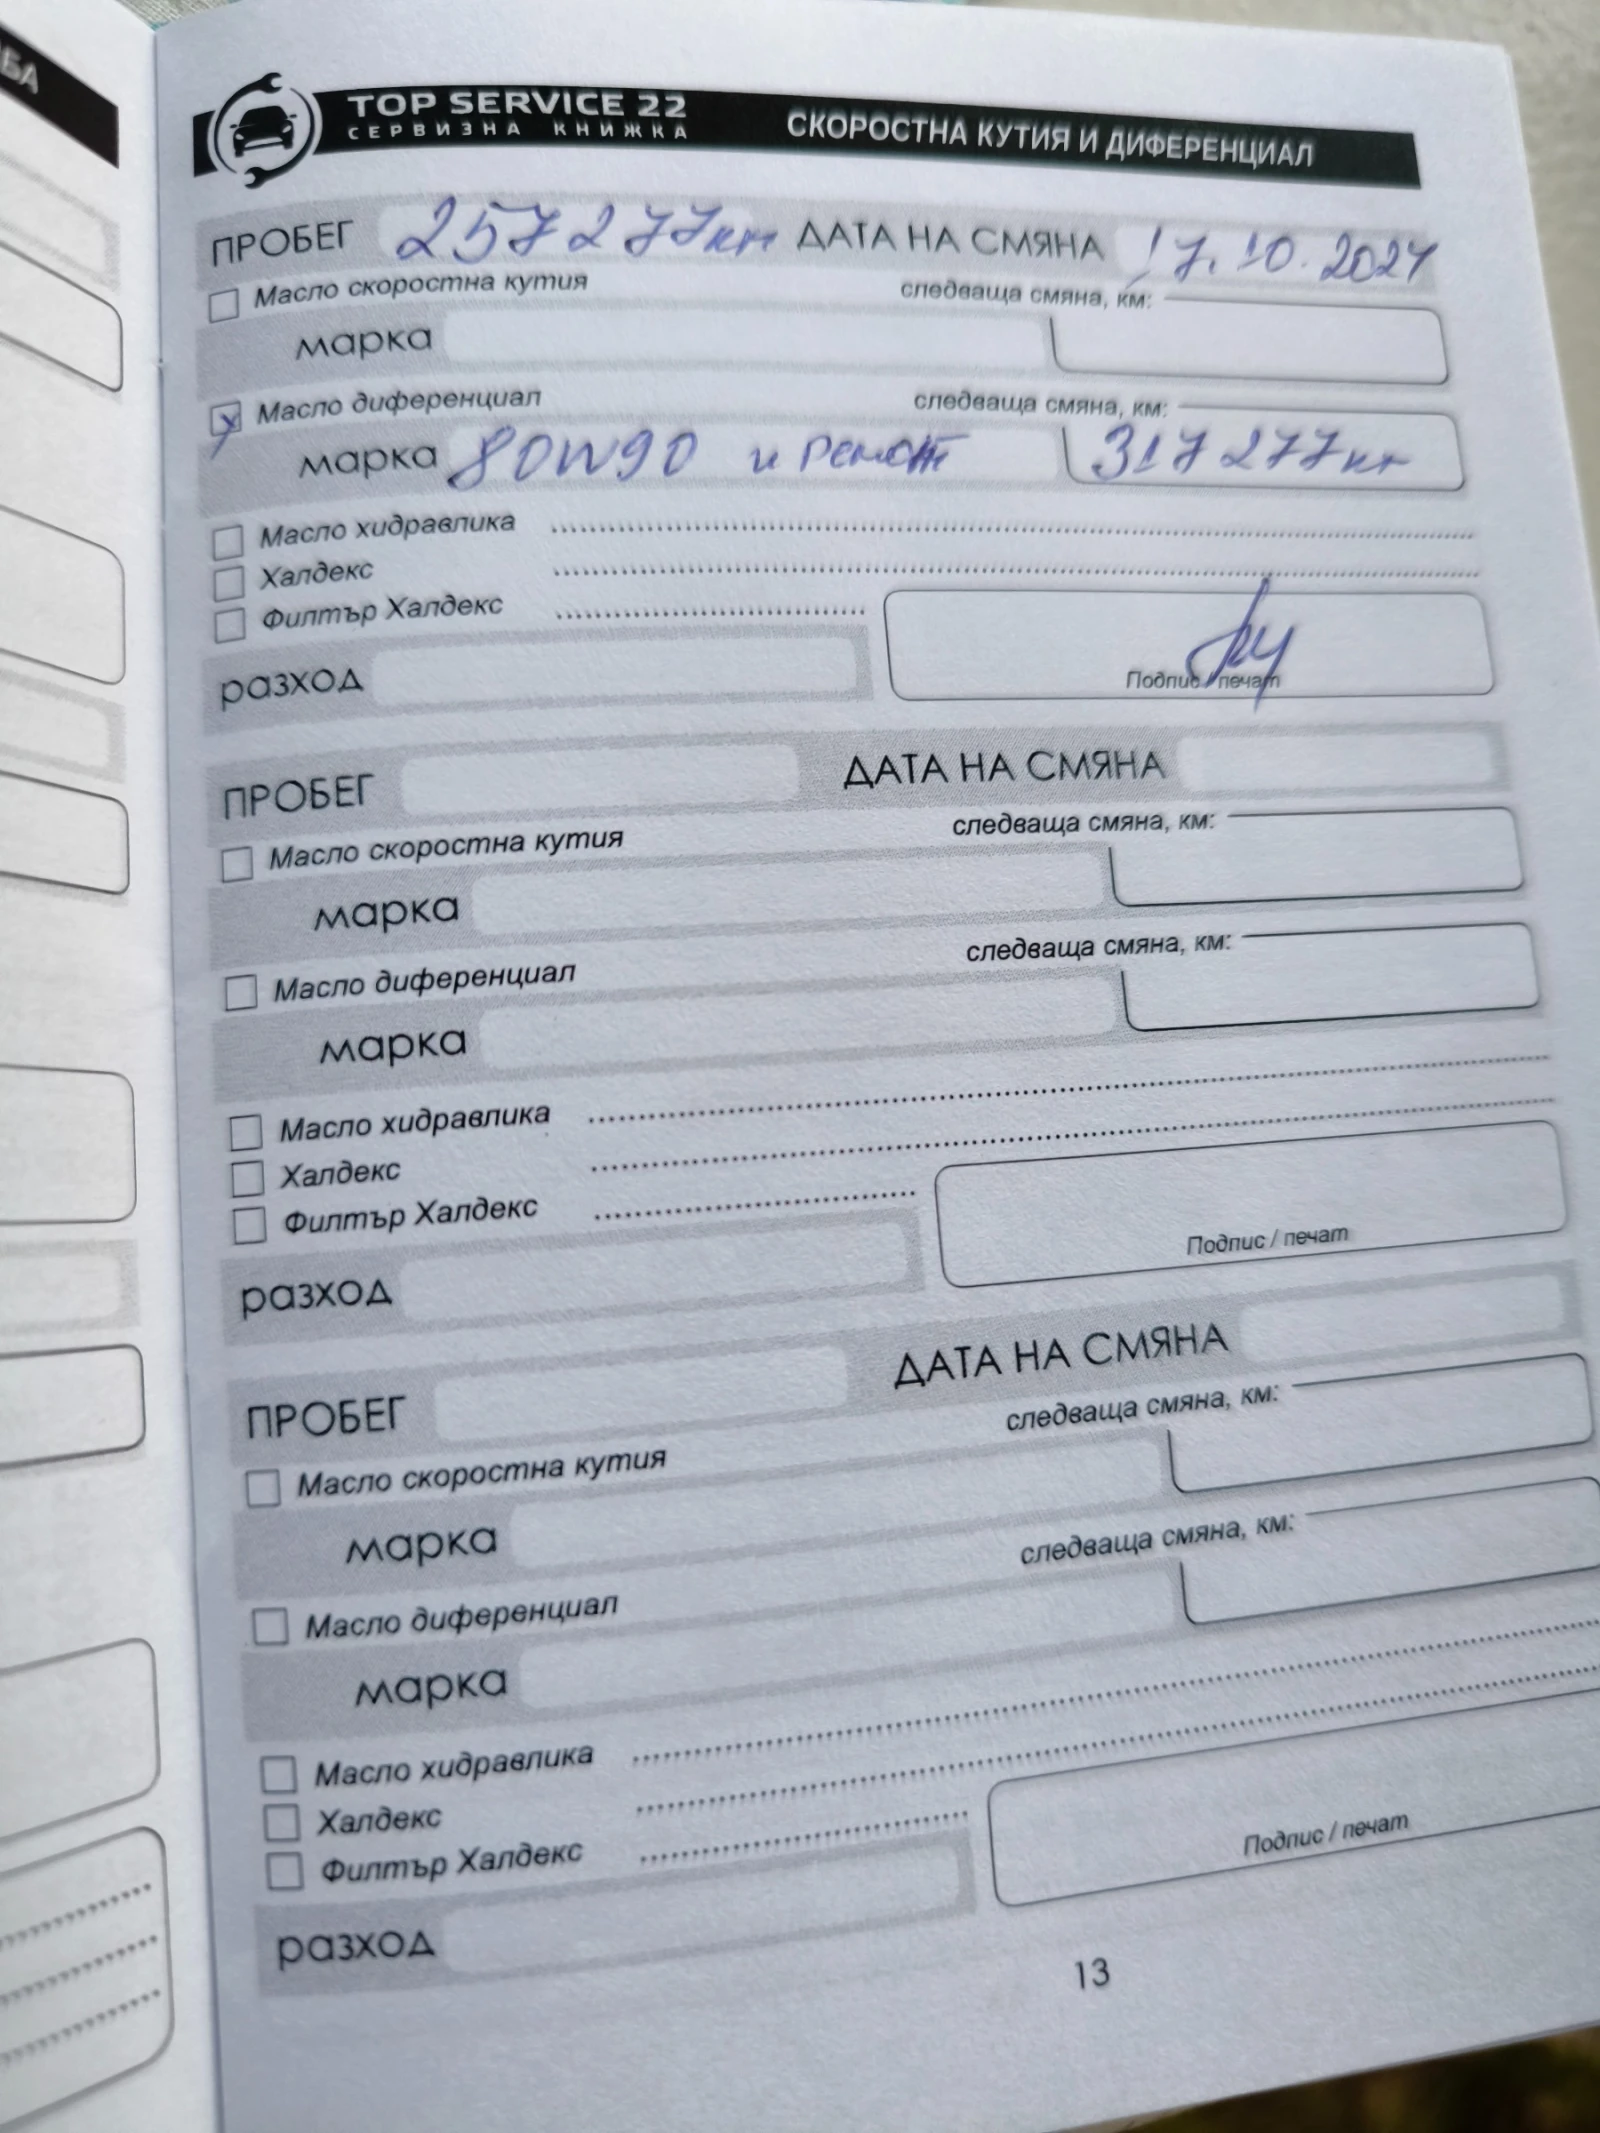 БА
TOP SERVICE 22
СЕРВИЗНА КНИЖКА
СКОРОСТНА КУТИЯ И ДИФЕРЕНЦИАЛ
ПРОБЕГ 257277км ДАТА НА СМЯНА 17.10.2024
Масло скоростна кутия следваща смяна, км:
марка
Масло диференциал следваща смяна, км:
марка 80W90 и ремонт 317277км
Масло хидравлика
Халдекс
Филтър Халдекс
разход Подпис / печат
ПРОБЕГ ДАТА НА СМЯНА
Масло скоростна кутия следваща смяна, км:
марка
Масло диференциал следваща смяна, км:
марка
Масло хидравлика
Халдекс
Филтър Халдекс
разход Подпис / печат
ПРОБЕГ ДАТА НА СМЯНА
Масло скоростна кутия следваща смяна, км:
марка
Масло диференциал следваща смяна, км:
марка
Масло хидравлика
Халдекс
Филтър Халдекс
разход Подпис / печат
13